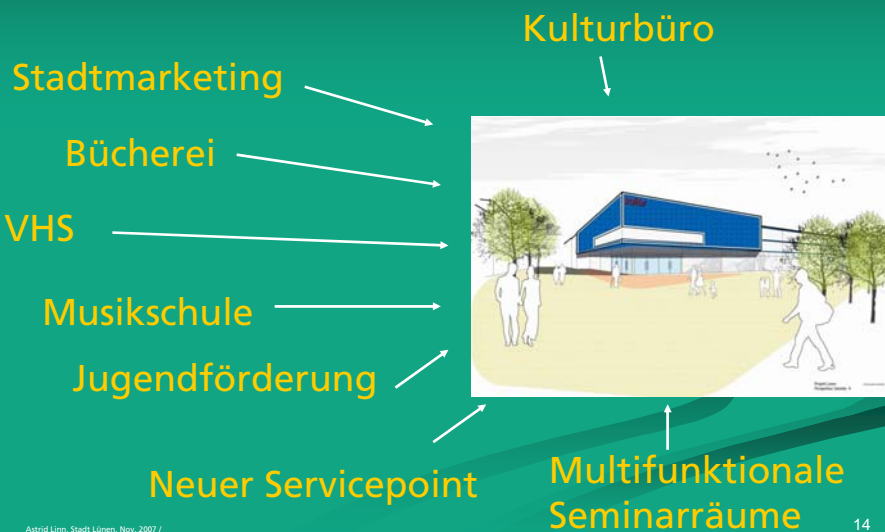 Kulturbüro
Stadtmarketing
Bücherei
VHS
Musikschule
Jugendförderung
Neuer Servicepoint
Multifunktionale
Seminarräume
Astrid Linn, Stadt Lünen, Nov. 2007 /
14